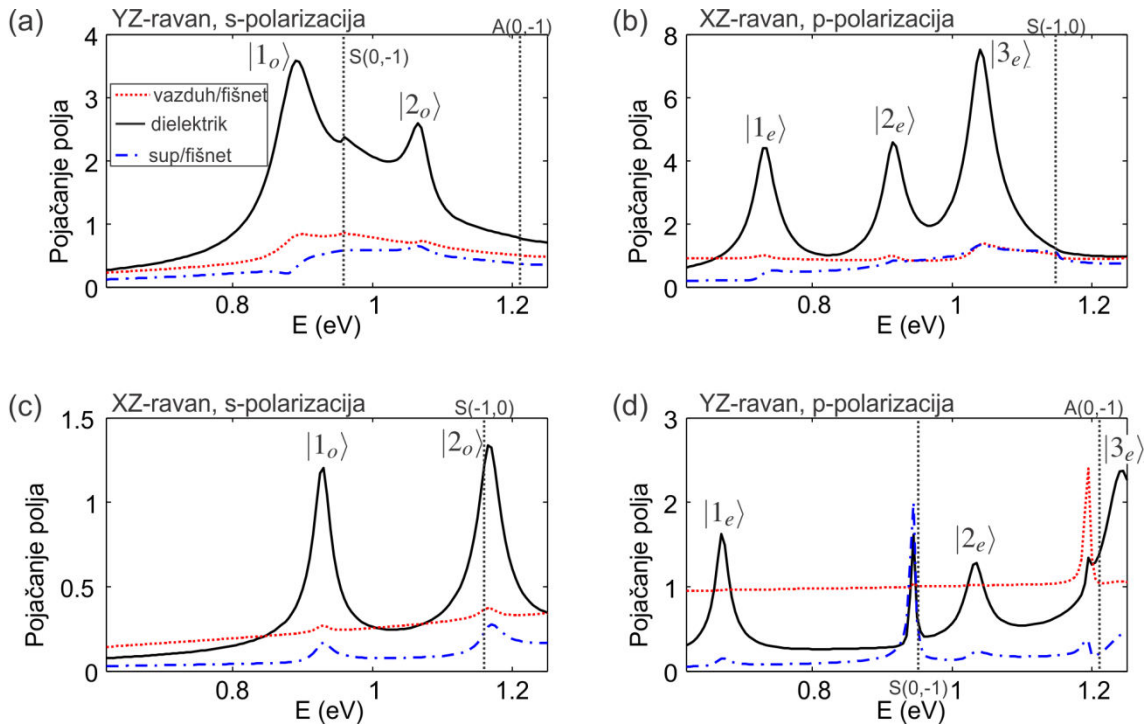 (a)
YZ-ravan, s-polarizacija
A(0,-1)
|1ₒ⟩
S(0,-1)
|2ₒ⟩
vazduh/fišnet
dielektrik
sup/fišnet
Pojačanje polja
4
3
2
1
0
0.8
1
1.2
E (eV)
(b)
XZ-ravan, p-polarizacija
S(-1,0)
|3ₑ⟩
|1ₑ⟩
|2ₑ⟩
Pojačanje polja
8
6
4
2
0
0.8
1
1.2
E (eV)
(c)
XZ-ravan, s-polarizacija
S(-1,0)
|1ₒ⟩
|2ₒ⟩
Pojačanje polja
1.5
1
0.5
0
0.8
1
1.2
E (eV)
(d)
YZ-ravan, p-polarizacija
A(0,-1)
|3ₑ⟩
|1ₑ⟩
|2ₑ⟩
Pojačanje polja
3
2
1
0
S(0,-1)
0.8
1
1.2
E (eV)